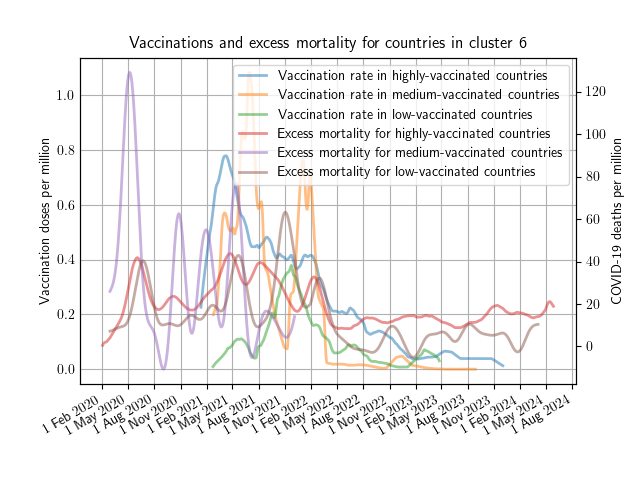 Vaccinations and excess mortality for countries in cluster 6
Vaccination rate in highly-vaccinated countries
Vaccination rate in medium-vaccinated countries
Vaccination rate in low-vaccinated countries
Excess mortality for highly-vaccinated countries
Excess mortality for medium-vaccinated countries
Excess mortality for low-vaccinated countries
Vaccination doses per million
1.0
0.8
0.6
0.4
0.2
0.0
COVID-19 deaths per million
120
100
80
60
40
20
0
1 Feb 2020
1 May 2020
1 Aug 2020
1 Nov 2020
1 Feb 2021
1 May 2021
1 Aug 2021
1 Nov 2021
1 Feb 2022
1 May 2022
1 Aug 2022
1 Nov 2022
1 Feb 2023
1 May 2023
1 Aug 2023
1 Nov 2023
1 Feb 2024
1 May 2024
1 Aug 2024